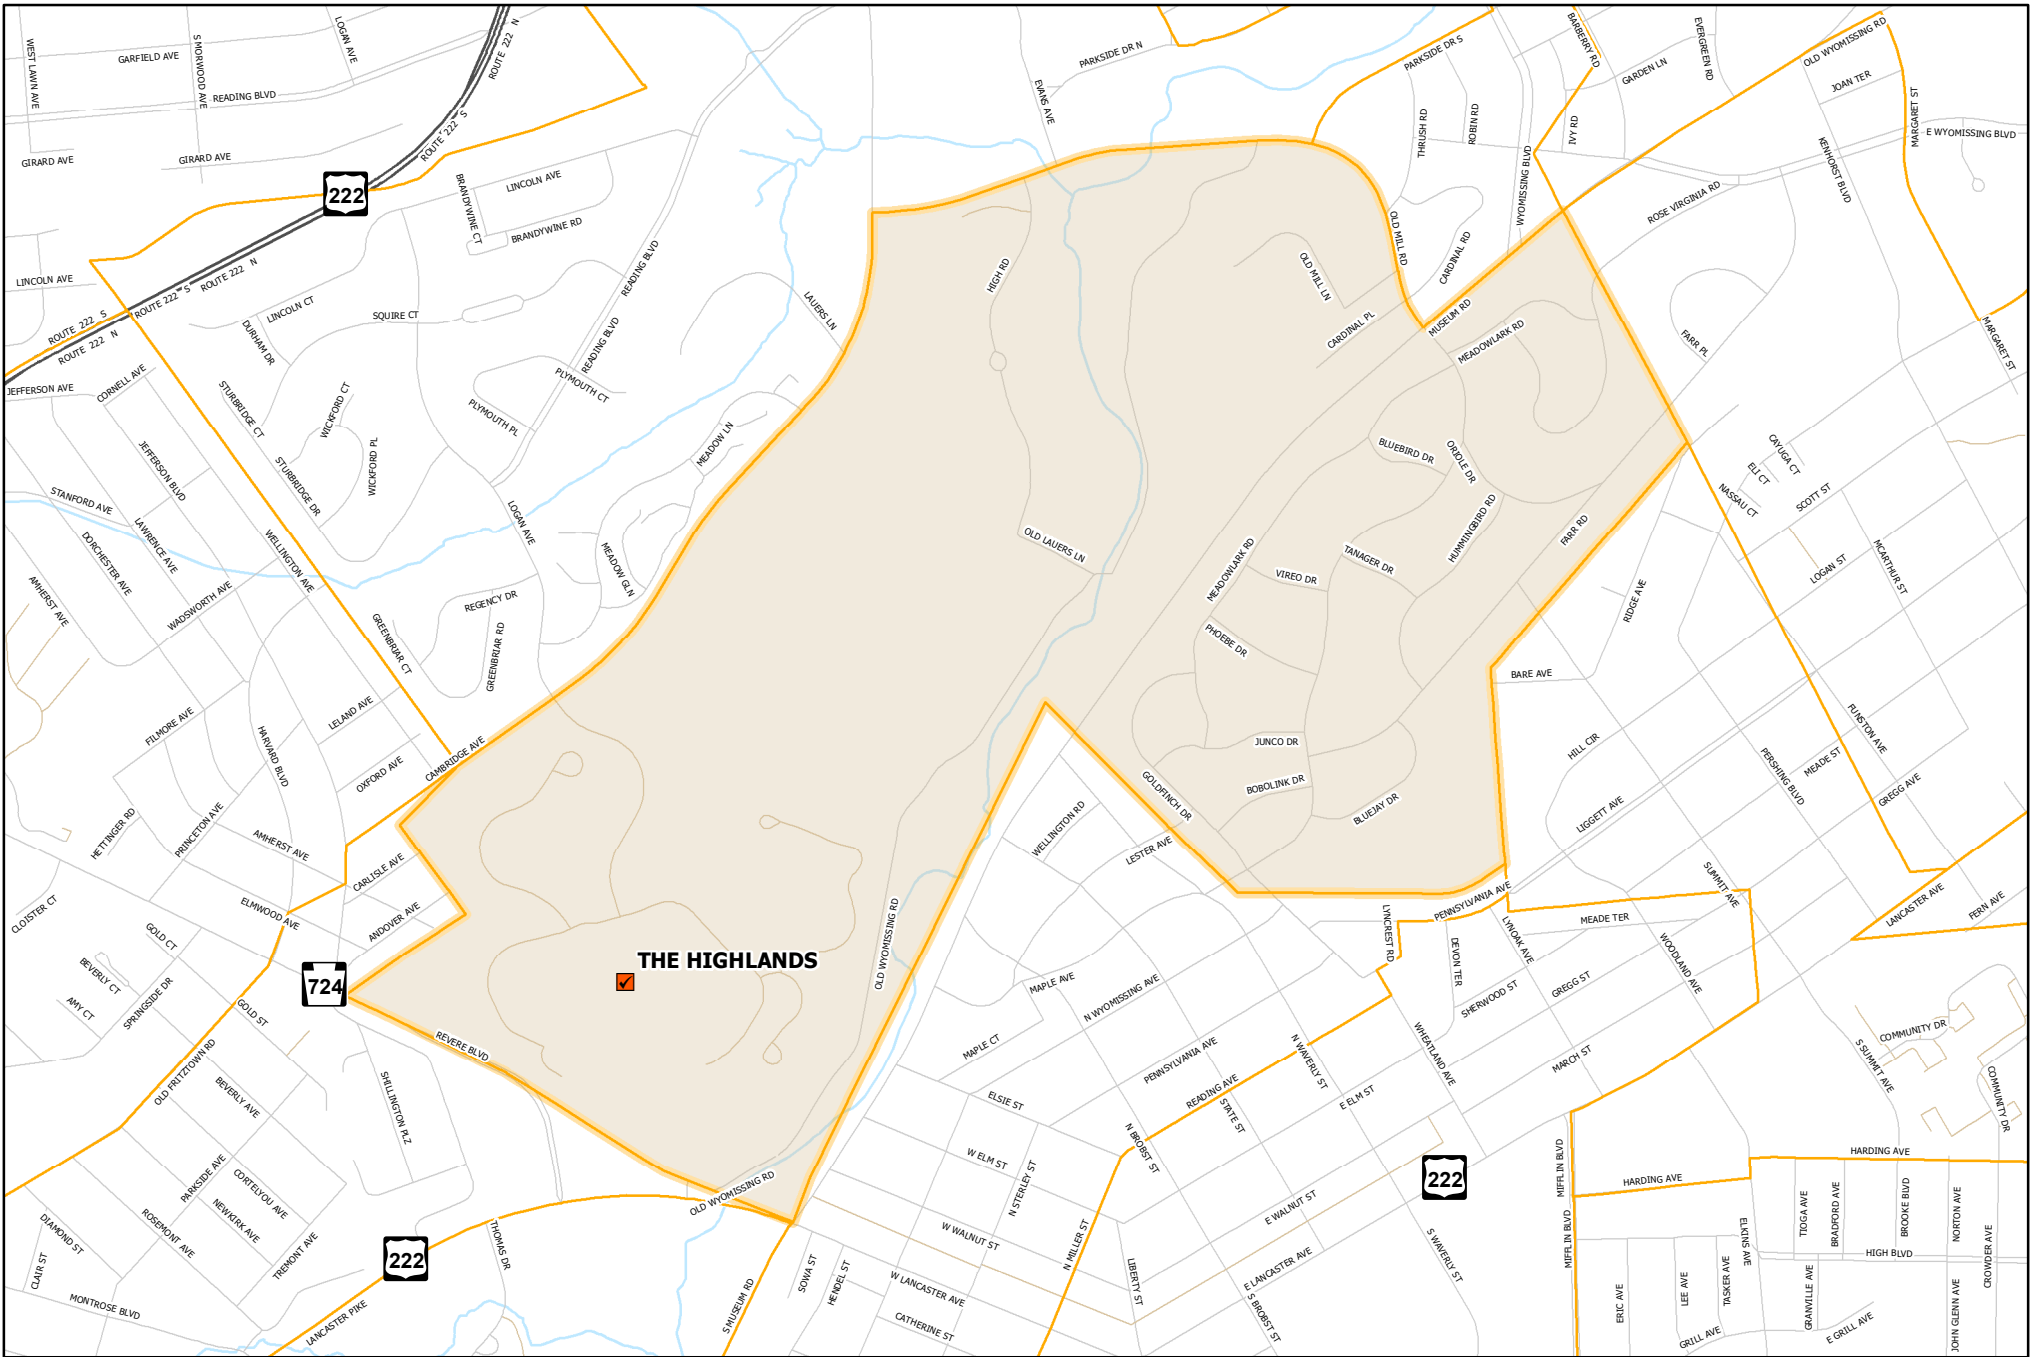 WEST LAWN AVE
GARFIELD AVE
S MORWOOD AVE
LOGAN AVE
READING BLVD
GIRARD AVE
GIRARD AVE
ROUTE 222 N
ROUTE 222 S
222
LINCOLN AVE
BRANDYWINE CT
BRANDYWINE RD
READING BLVD
LINCOLN AVE
ROUTE 222 S
ROUTE 222 N
ROUTE 222 S
ROUTE 222 N
LINCOLN CT
DURHAM DR
SQUIRE CT
READING BLVD
LAUERS LN
EVANS AVE
PARKSIDE DR N
PARKSIDE DR S
BARBERRY RD
EVERGREEN RD
GARDEN LN
OLD WYOMISSING RD
JOAN TER
MARGARET ST
E WYOMISSING BLVD
THRUSH RD
ROBIN RD
IVY RD
WYOMISSING BLVD
KENHORST BLVD
ROSE VIRGINIA RD
OLD MILL RD
CARDINAL RD
OLD MILL LN
CARDINAL PL
MUSEUM RD
MEADOWLARK RD
HIGH RD
FARR PL
MARGARET ST
JEFFERSON AVE
CORNELL AVE
STURBRIDGE CT
WICKFORD CT
WICKFORD PL
PLYMOUTH PL
PLYMOUTH CT
MEADOW LN
JEFFERSON BLVD
STURBRIDGE DR
STANFORD AVE
LAWRENCE AVE
DORCHESTER AVE
WELLINGTON AVE
LOGAN AVE
MEADOW GLN
AMHERST AVE
WADSWORTH AVE
REGENCY DR
GREENBRIAR CT
GREENBRIAR RD
OLD LAUERS LN
BLUEBIRD DR
ORIOLE DR
HUMMINGBIRD RD
FARR RD
TANAGER DR
VIREO DR
MEADOWLARK RD
PHOEBE DR
CAYUGA CT
ELI CT
NASSAU CT
SCOTT ST
LOGAN ST
MCARTHUR ST
RIDGE AVE
BARE AVE
FILMORE AVE
LELAND AVE
HARVARD BLVD
OXFORD AVE
CAMBRIDGE AVE
JUNCO DR
BOBOLINK DR
BLUEJAY DR
GOLDFINCH DR
HILL CIR
FUNSTON AVE
PERSHING BLVD
MEADE ST
GREGG AVE
LIGGETT AVE
HETTINGER RD
PRINCETON AVE
AMHERST AVE
CARLISLE AVE
ELMWOOD AVE
ANDOVER AVE
WELLINGTON RD
LESTER AVE
PENNSYLVANIA AVE
SUMMIT AVE
LANCASTER AVE
FERN AVE
CLOISTER CT
GOLD CT
BEVERLY CT
AMY CT
SPRINGSIDE DR
GOLD ST
724
THE HIGHLANDS
OLD WYOMISSING RD
LYNCREST RD
DEVON TER
LYNOAK AVE
MEADE TER
WOODLAND AVE
MAPLE AVE
N WYOMISSING AVE
SHERWOOD ST
GREGG ST
MAPLE CT
PENNSYLVANIA AVE
N WAVERLY ST
WHEATLAND AVE
MARCH ST
COMMUNITY DR
S SUMMIT AVE
COMMUNITY DR
REVERE BLVD
OLD FRITZTOWN RD
BEVERLY AVE
SHILLINGTON PLZ
ELSIE ST
READING AVE
STATE ST
E ELM ST
N BROBST ST
W ELM ST
N STERLEY ST
222
MIFFLIN BLVD
HARDING AVE
HARDING AVE
PARKSIDE AVE
CORTELYOU AVE
NEWKIRK AVE
ROSEMONT AVE
TREMONT AVE
DIAMOND ST
CLAIR ST
MONTROSE BLVD
222
LANCASTER PIKE
THOMAS DR
OLD WYOMISSING RD
S MUSEUM RD
SOWA ST
HENDEL ST
W WALNUT ST
W LANCASTER AVE
CATHERINE ST
N MILLER ST
LIBERTY ST
E WALNUT ST
E LANCASTER AVE
S BROBST ST
S WAVERLY ST
MIFFLIN BLVD
ERIC AVE
LEE AVE
TASKER AVE
ELKINS AVE
TIOGA AVE
BRADFORD AVE
BROOKE BLVD
NORTON AVE
HIGH BLVD
CROWDER AVE
GRANVILLE AVE
GRILL AVE
E GRILL AVE
JOHN GLENN AVE